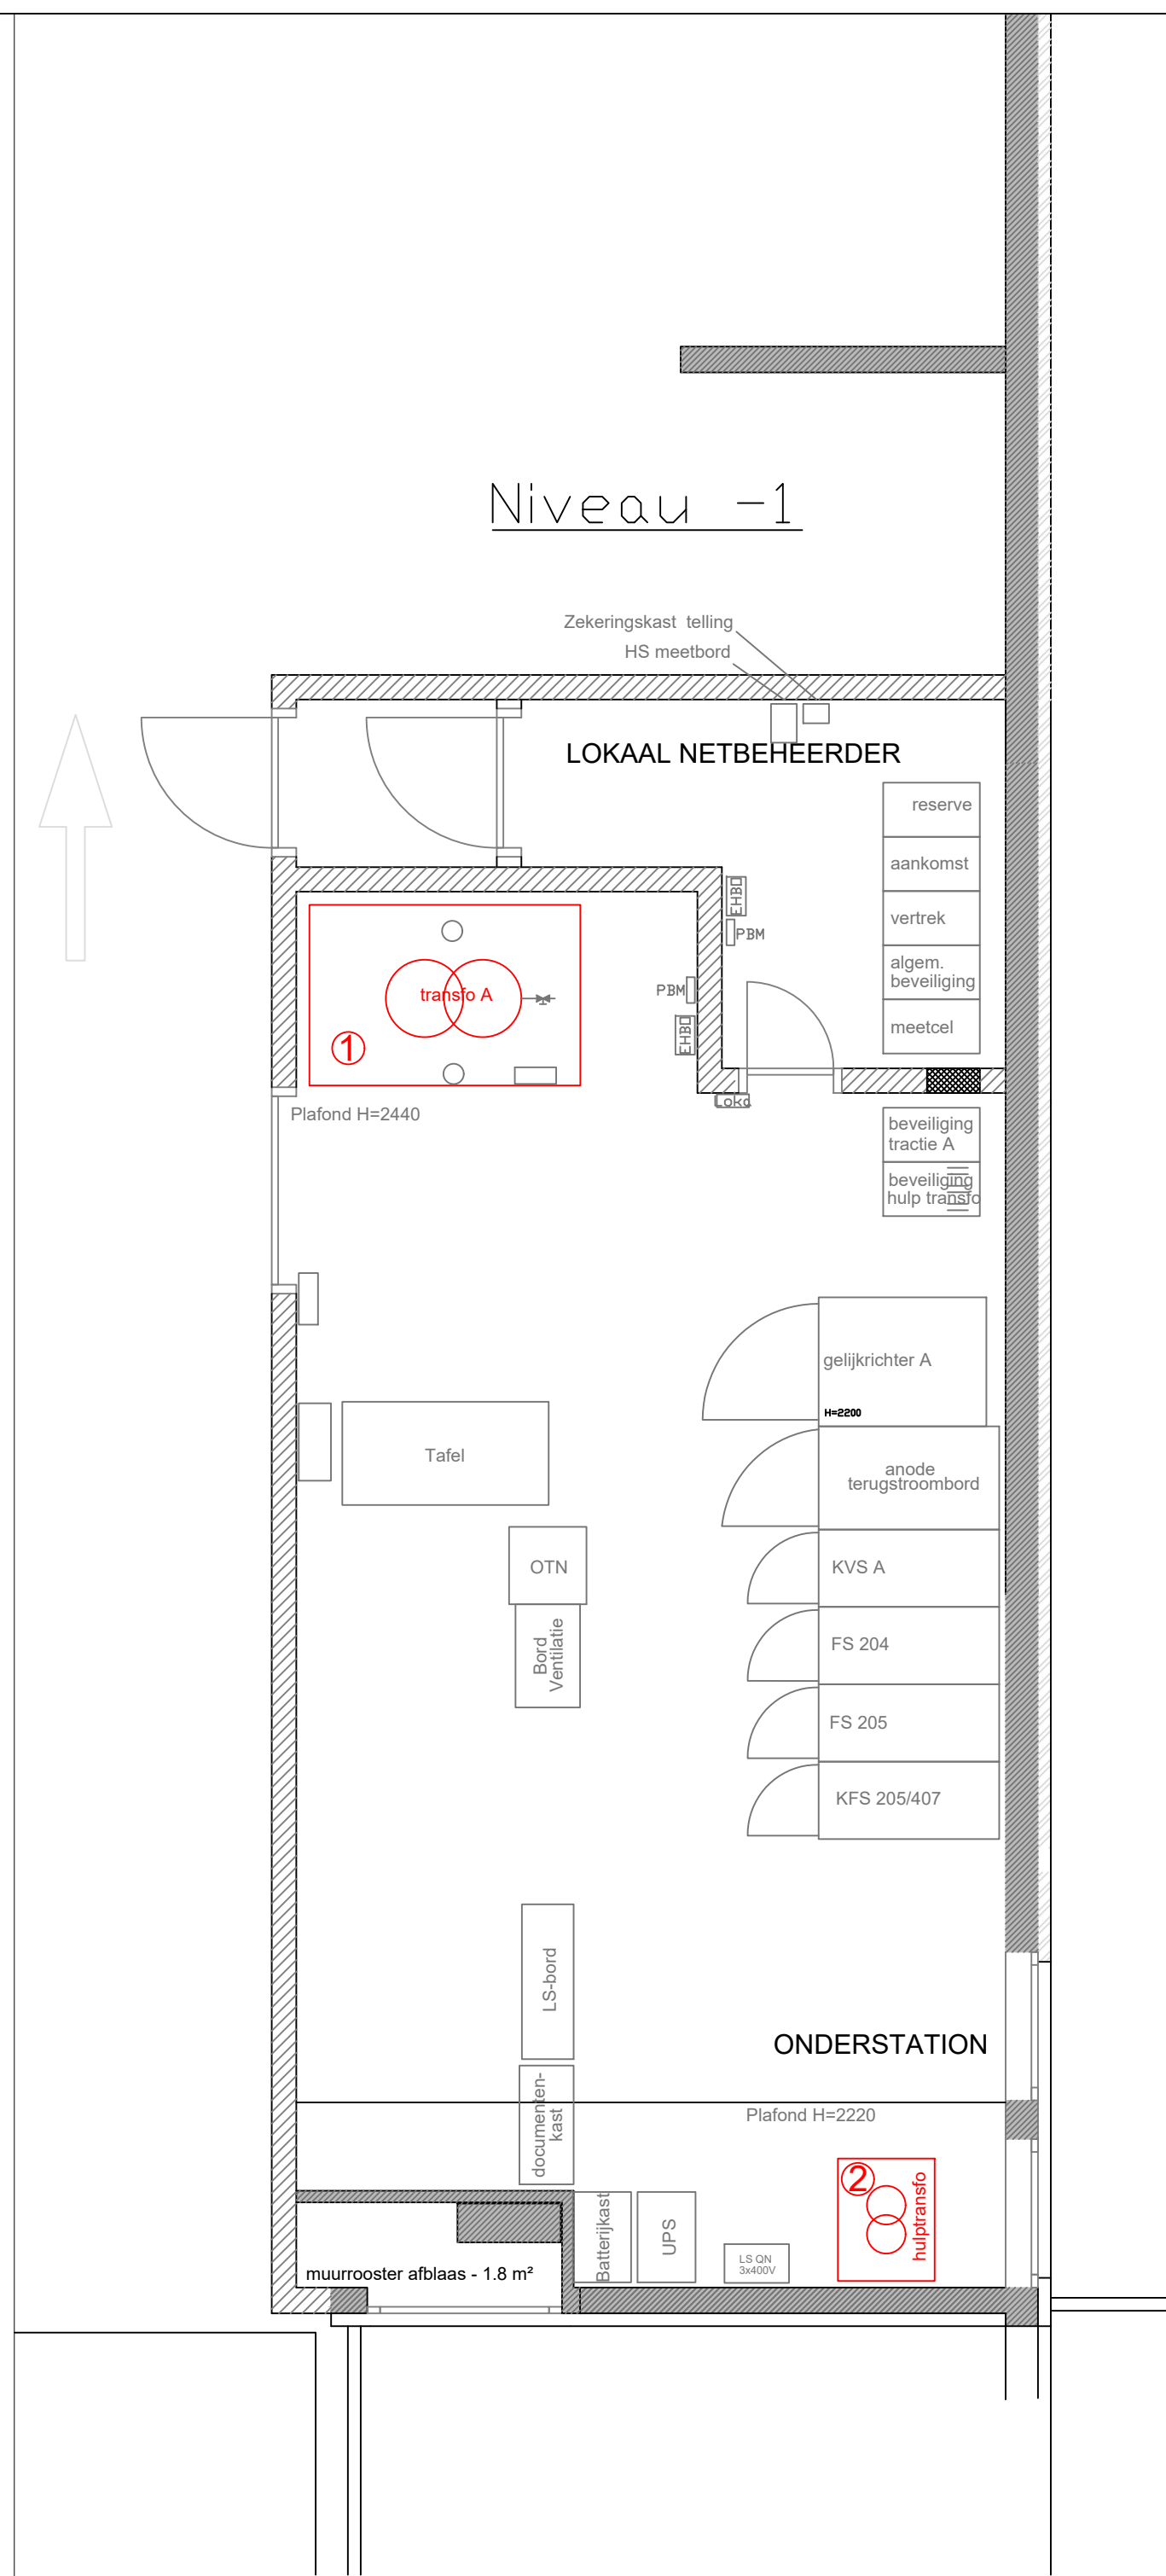 Niveau -1
Zekeringskast telling
HS meetbord
LOKAAL NETBEHEERDER
reserve
aankomst
vertrek
algem.
beveiliging
meetcel
EHBO
PBM
PBM
EHBO
transfo A
1
Plafond H=2440
beveiliging
tractie A
beveiliging
hulp transfo
gelijkrichter A
H=2200
anode
terugstroombord
Tafel
OTN
KVS A
Bord
Ventilatie
FS 204
FS 205
KFS 205/407
LS-bord
ONDERSTATION
documenten-
kast
Plafond H=2220
2
hulptransfo
Batterijkast
UPS
LS QN
3x400V
muurrooster afblaas - 1.8 m²